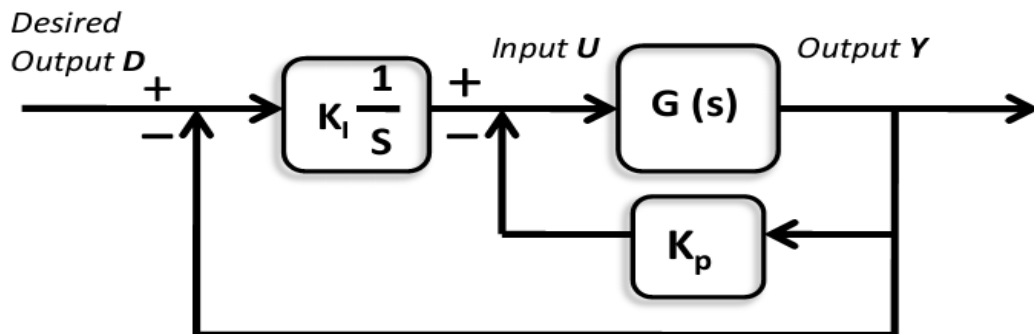 Desired
Output D
Input U
Output Y
+
−
K_I 1/S
+
−
G (s)
K_p